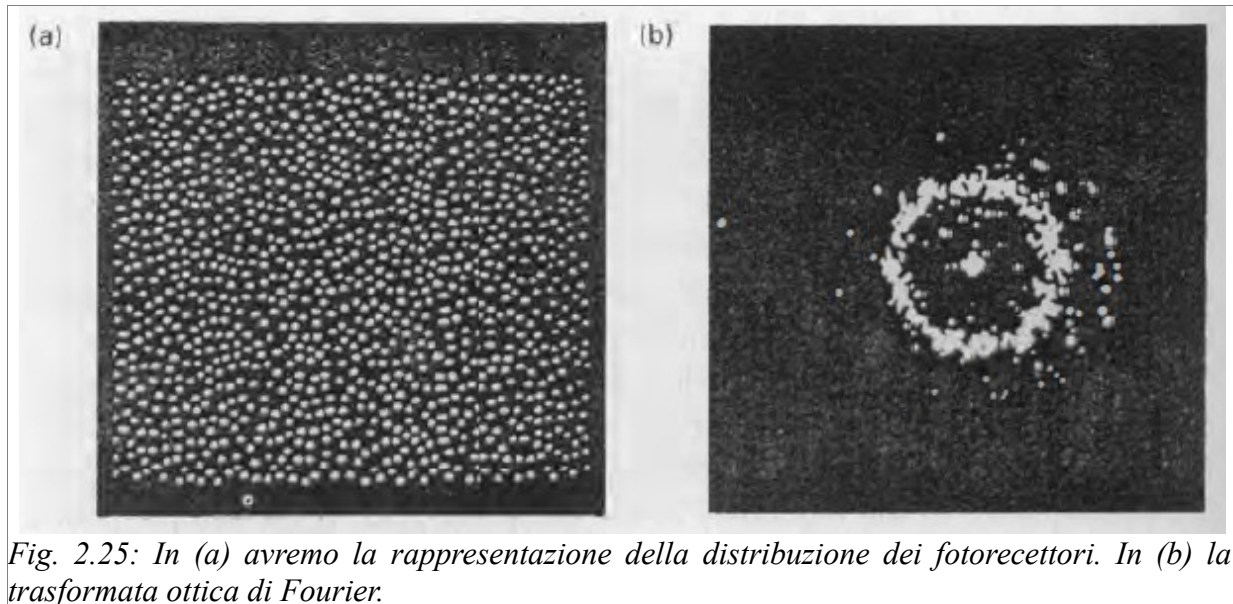 (a) (b)
Fig. 2.25: In (a) avremo la rappresentazione della distribuzione dei fotorecettori. In (b) la
trasformata ottica di Fourier.